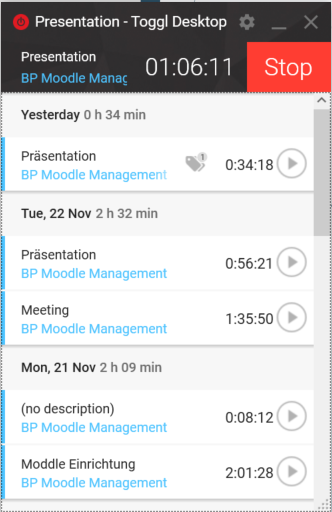 Presentation - Toggl Desktop
Presentation
BP Moodle Manag
01:06:11
Stop
Yesterday 0 h 34 min
Präsentation
BP Moodle Management
1
0:34:18
Tue, 22 Nov 2 h 32 min
Präsentation
BP Moodle Management
0:56:21
Meeting
BP Moodle Management
1:35:50
Mon, 21 Nov 2 h 09 min
(no description)
BP Moodle Management
0:08:12
Moddle Einrichtung
BP Moodle Management
2:01:28